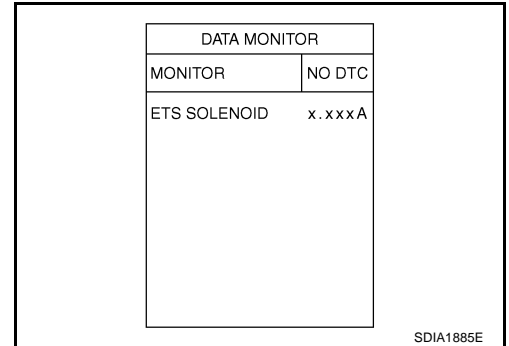 DATA MONITOR
MONITOR NO DTC
ETS SOLENOID x.xxxA
SDIA1885E